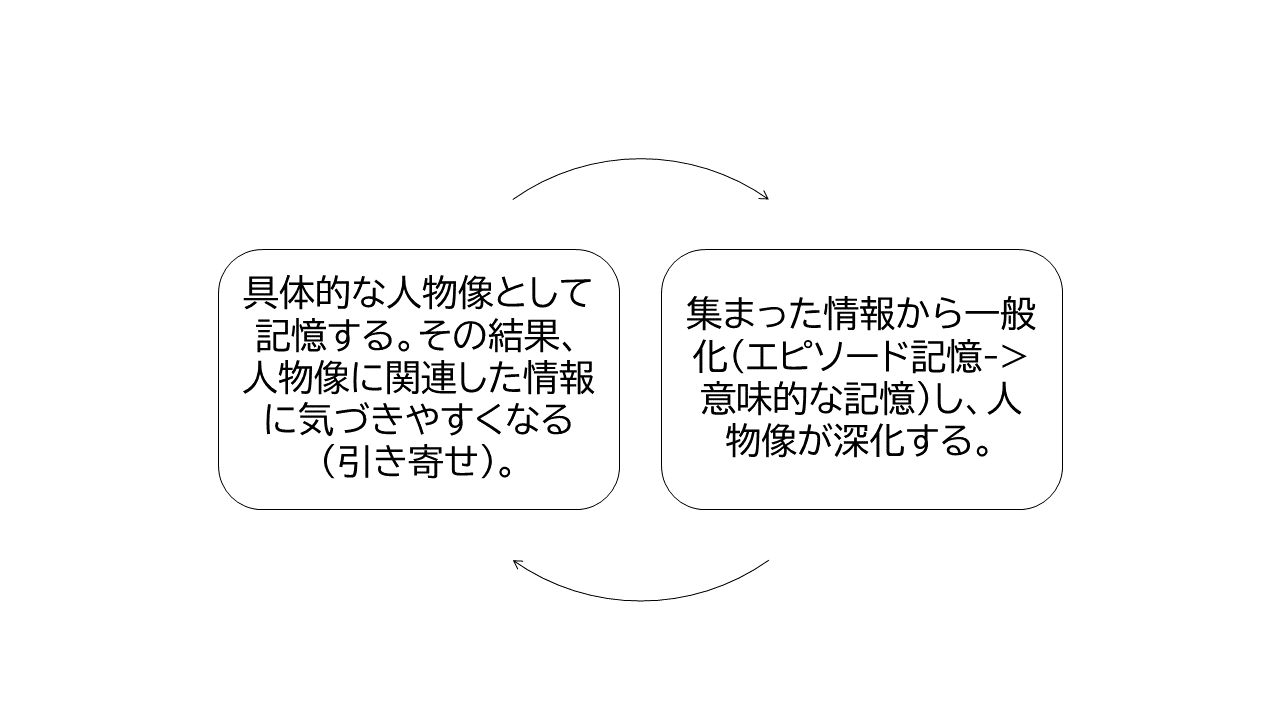 具体的な人物像として
記憶する。その結果、
人物像に関連した情報
に気づきやすくなる
（引き寄せ）。
集まった情報から一般
化（エピソード記憶->
意味的な記憶）し、人
物像が深化する。